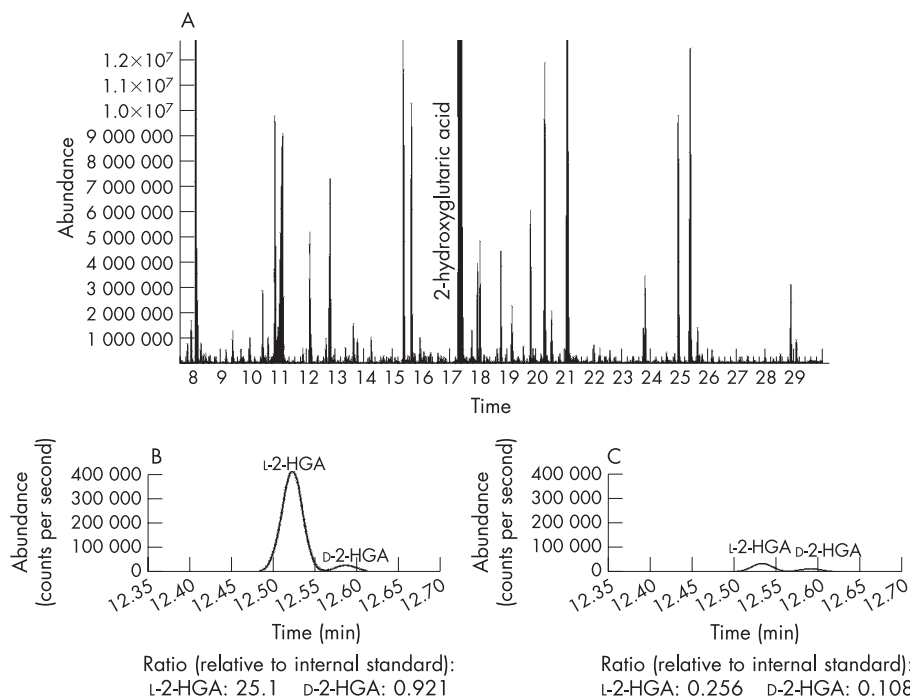 A
Abundance
1.2×10⁷
1.1×10⁷
1.0×10⁷
9 000 000
8 000 000
7 000 000
6 000 000
5 000 000
4 000 000
3 000 000
2 000 000
1 000 000
2-hydroxyglutaric acid
8 9 10 11 12 13 14 15 16 17 18 19 20 21 22 23 24 25 26 27 28 29
Time
B
Abundance
(counts per second)
400 000
300 000
200 000
100 000
0
L-2-HGA
D-2-HGA
12.35 12.40 12.45 12.50 12.55 12.60 12.65 12.70
Time (min)
Ratio (relative to internal standard):
L-2-HGA: 25.1 D-2-HGA: 0.921
C
Abundance
(counts per second)
400 000
300 000
200 000
100 000
0
L-2-HGA
D-2-HGA
12.35 12.40 12.45 12.50 12.55 12.60 12.65 12.70
Time (min)
Ratio (relative to internal standard):
L-2-HGA: 0.256 D-2-HGA: 0.108